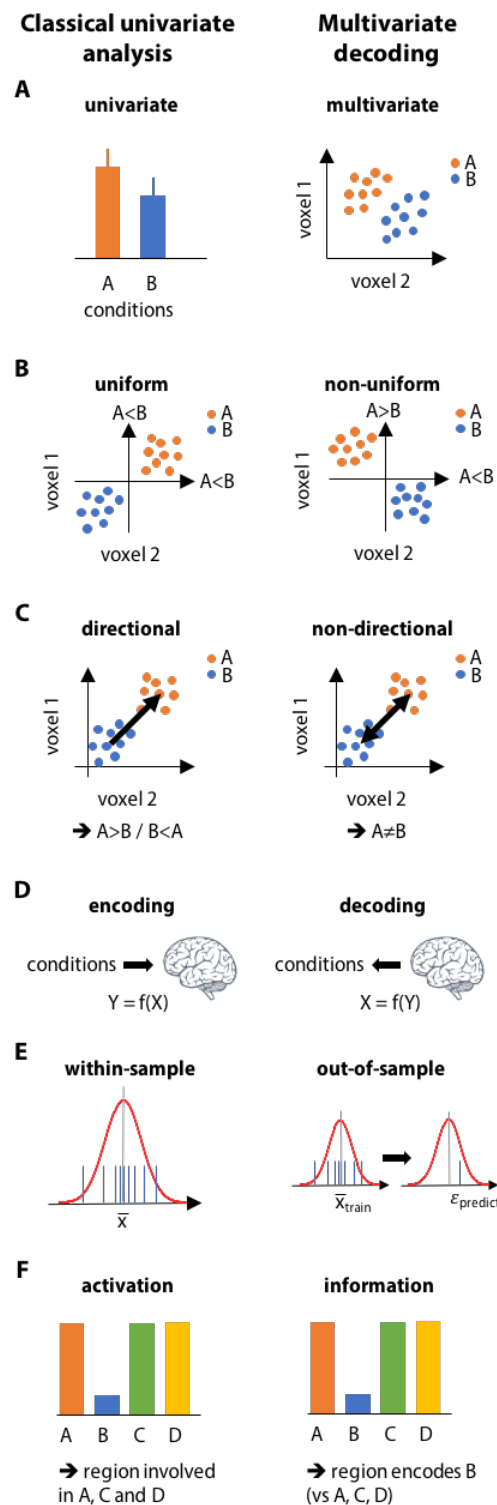 Classical univariate
analysis
Multivariate
decoding
A
univariate
multivariate
A
B
voxel 1
voxel 2
A
B
conditions
B
uniform
non-uniform
A<B
A
B
A<B
voxel 1
voxel 2
A>B
A
B
A<B
voxel 1
voxel 2
C
directional
non-directional
A
B
voxel 1
voxel 2
➔ A>B / B<A
A
B
voxel 1
voxel 2
➔ A≠B
D
encoding
decoding
conditions
Y = f(X)
conditions
X = f(Y)
E
within-sample
out-of-sample
x̅
x̅train
εpredict
F
activation
information
A B C D
➔ region involved
in A, C and D
A B C D
➔ region encodes B
(vs A, C, D)